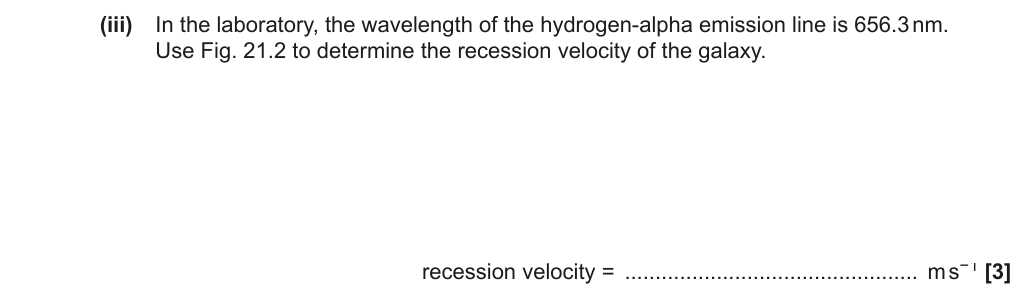 (iii) In the laboratory, the wavelength of the hydrogen-alpha emission line is 656.3 nm.
Use Fig. 21.2 to determine the recession velocity of the galaxy.
recession velocity = ................................................ m s⁻¹ [3]